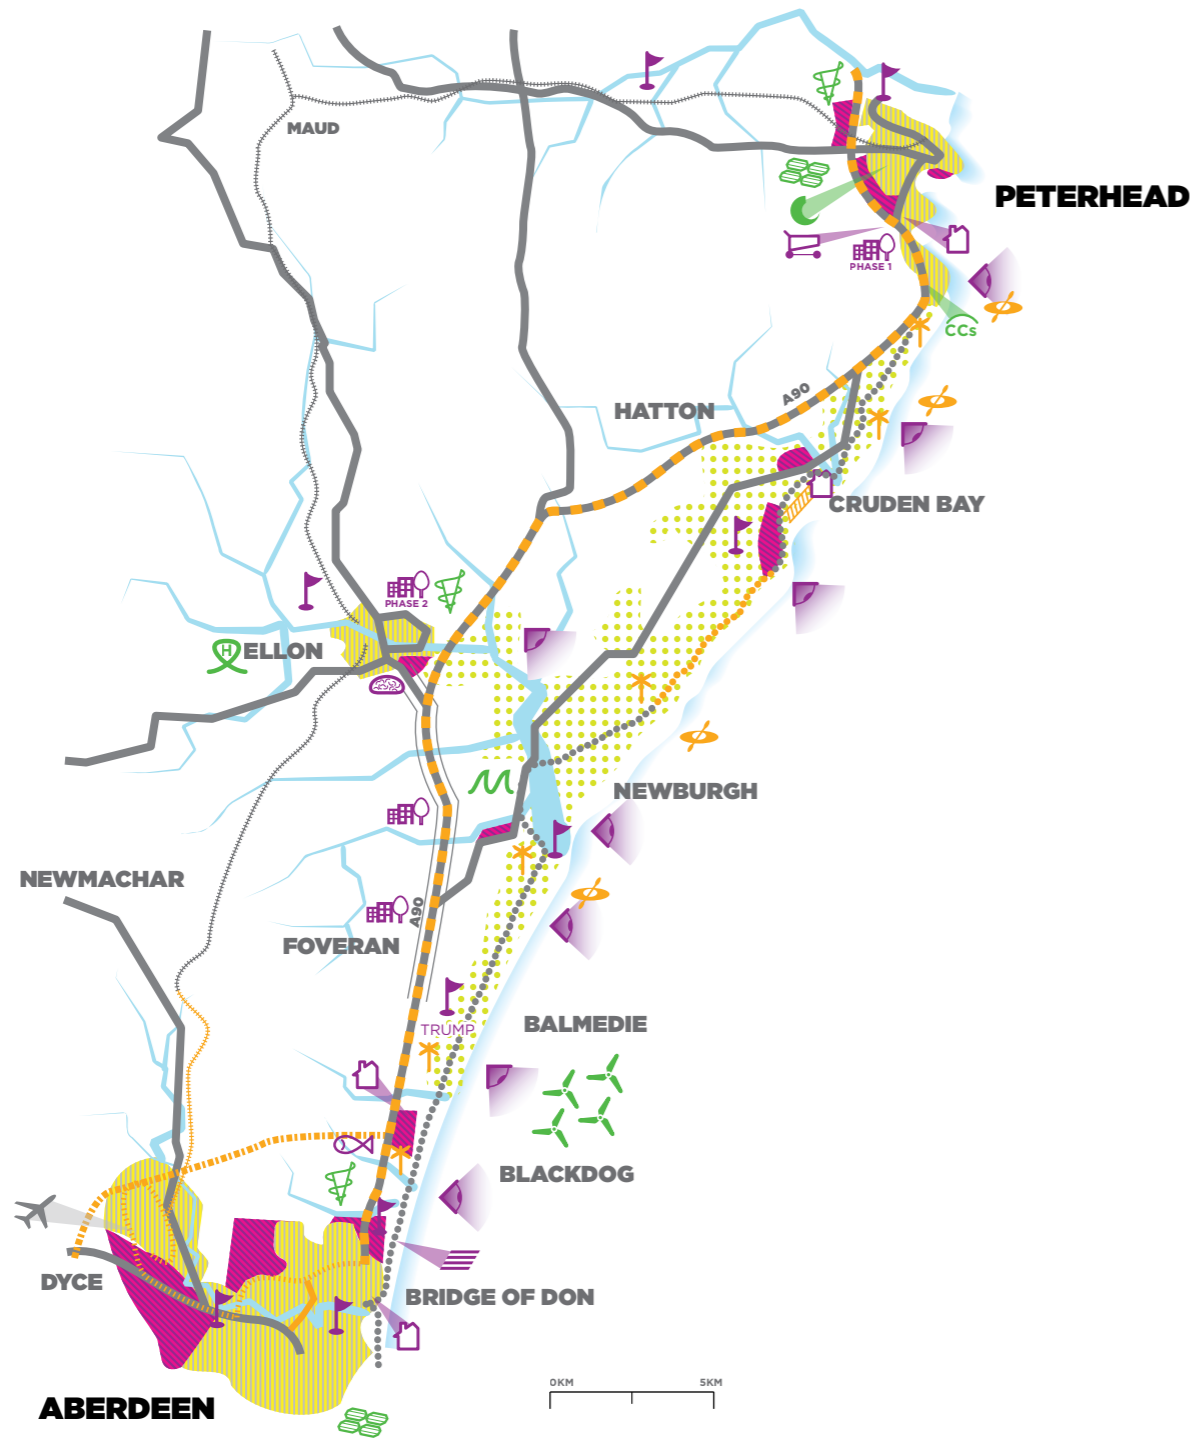 MAUD
PETERHEAD
PHASE 1
CCs
A90
HATTON
CRUDEN BAY
PHASE 2
H
ELLON
NEWBURGH
NEWMACHAR
A90
FOVERAN
TRUMP
BALMEDIE
BLACKDOG
DYCE
BRIDGE OF DON
0KM 5KM
ABERDEEN